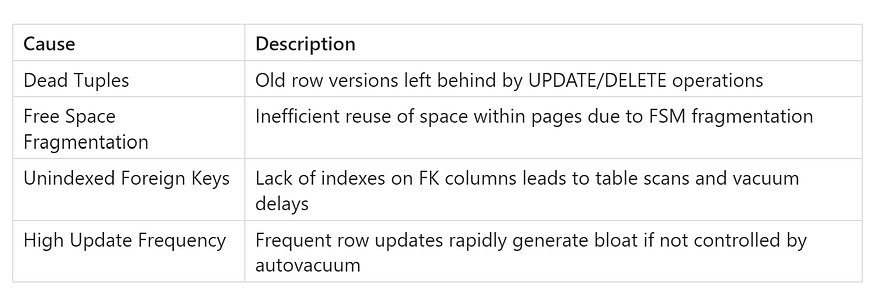 Cause
Description
Dead Tuples
Old row versions left behind by UPDATE/DELETE operations
Free Space
Fragmentation
Inefficient reuse of space within pages due to FSM fragmentation
Unindexed Foreign Keys
Lack of indexes on FK columns leads to table scans and vacuum
delays
High Update Frequency
Frequent row updates rapidly generate bloat if not controlled by
autovacuum